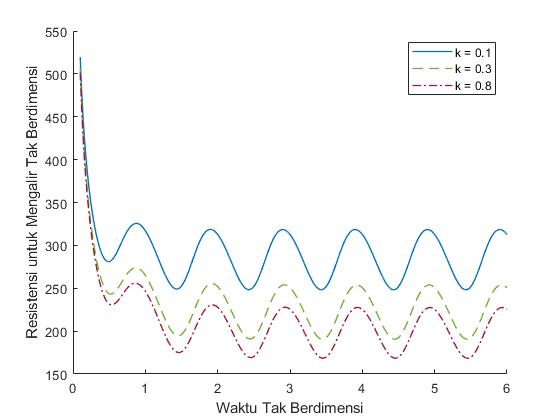 550
500
450
400
350
300
250
200
150
Resistensi untuk Mengalir Tak Berdimensi
k = 0.1
k = 0.3
k = 0.8
0 1 2 3 4 5 6
Waktu Tak Berdimensi